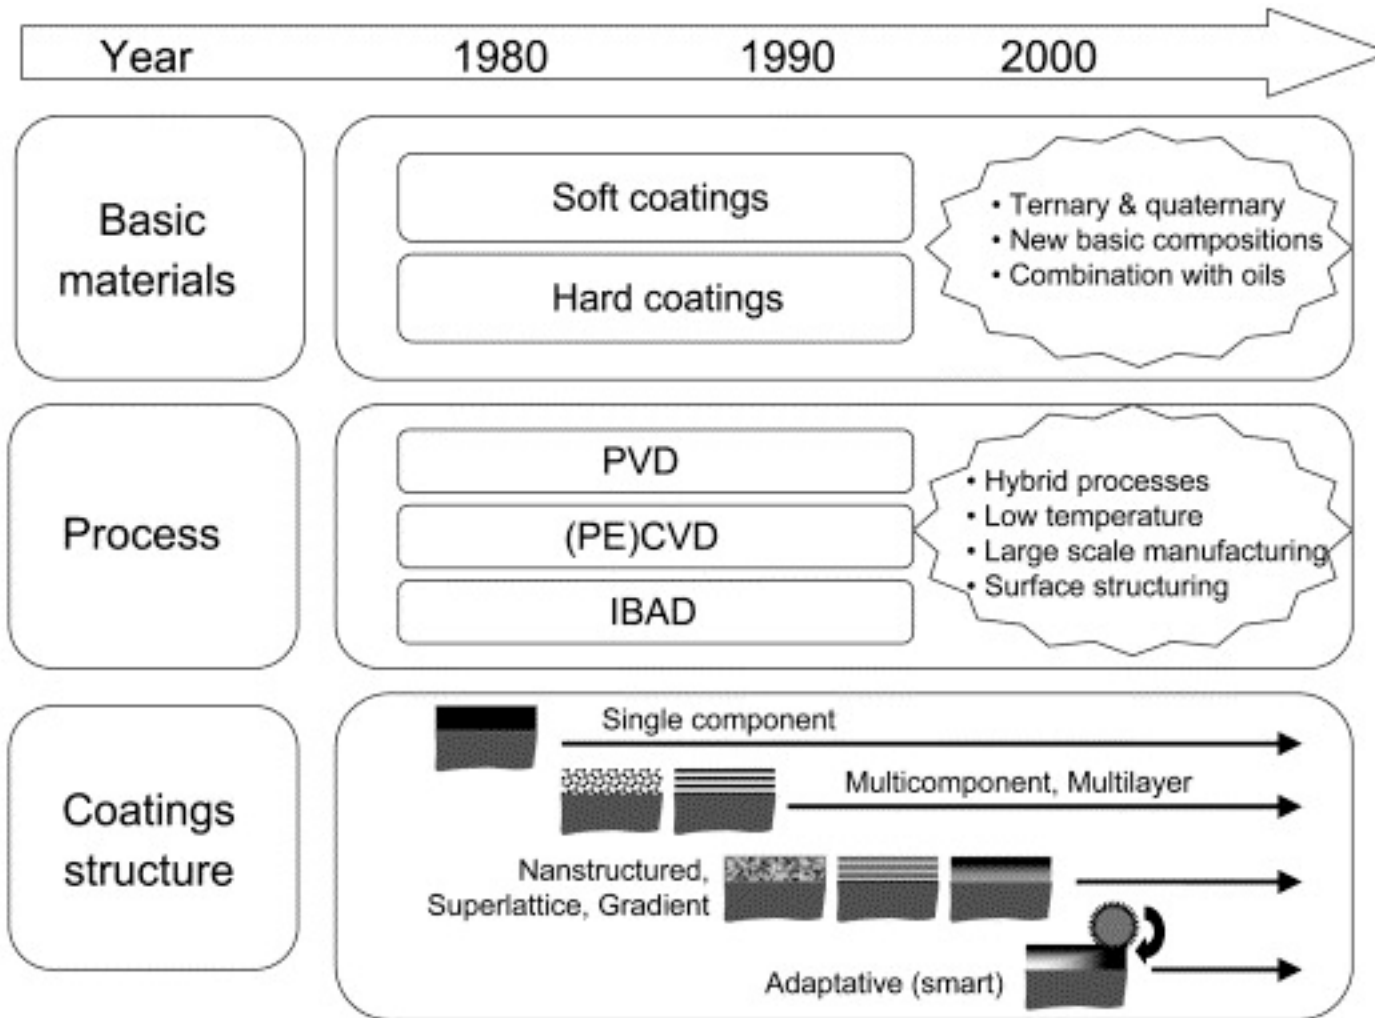 Year 1980 1990 2000
Basic
materials
Soft coatings
Hard coatings
• Ternary & quaternary
• New basic compositions
• Combination with oils
Process
PVD
(PE)CVD
IBAD
• Hybrid processes
• Low temperature
• Large scale manufacturing
• Surface structuring
Coatings
structure
Single component
Multicomponent, Multilayer
Nanstructured,
Superlattice, Gradient
Adaptative (smart)